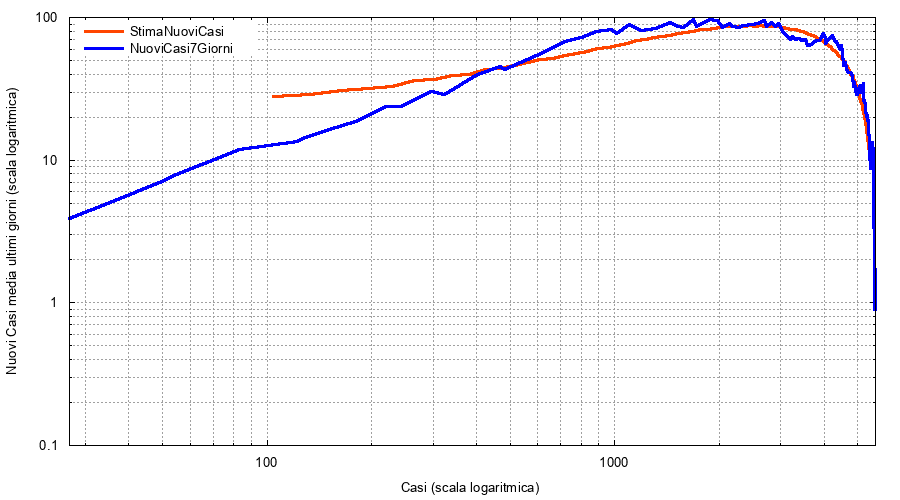 StimaNuoviCasi
NuoviCasi7Giorni
100
10
1
0.1
Nuovi Casi media ultimi giorni (scala logaritmica)
100
1000
Casi (scala logaritmica)